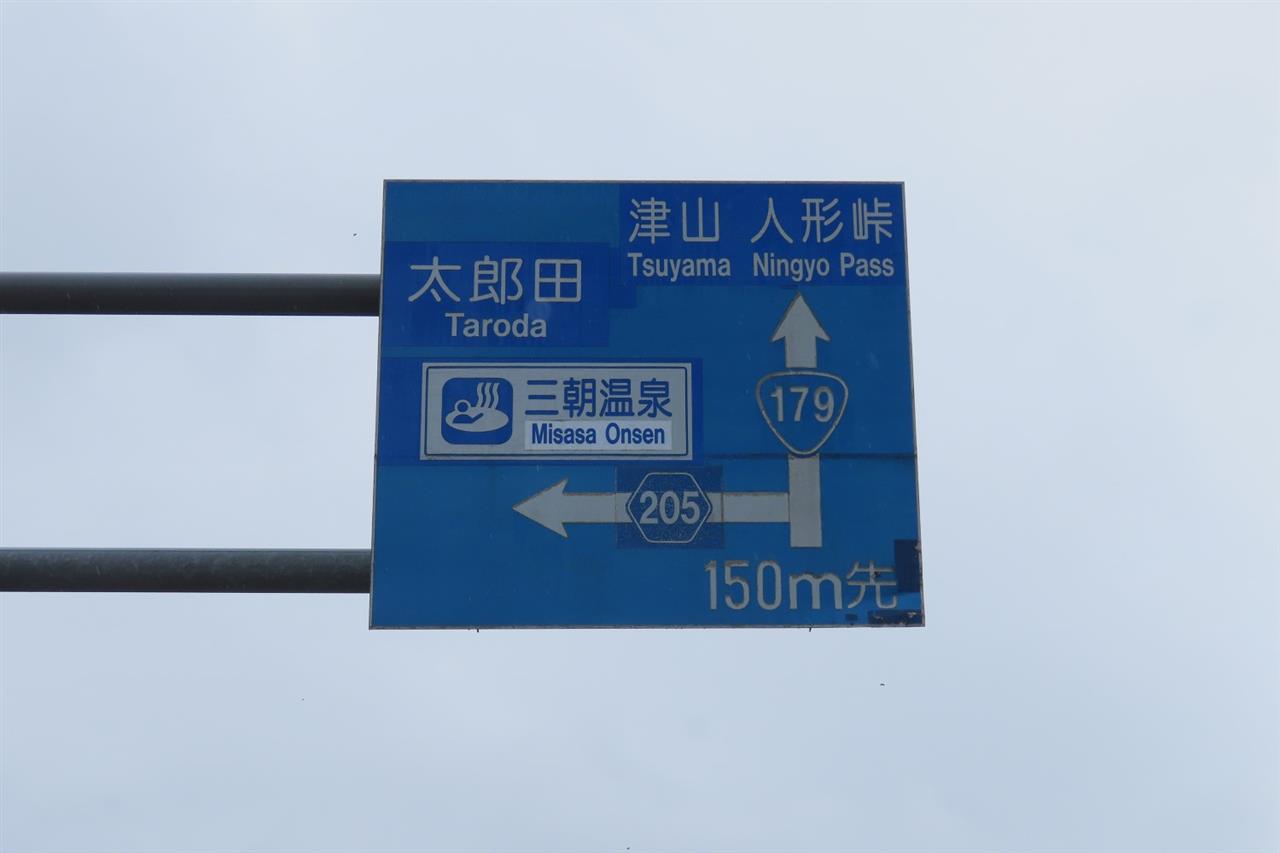 津山 人形峠
Tsuyama Ningyo Pass
太郎田
Taroda
179
三朝温泉
Misasa Onsen
205
150m先